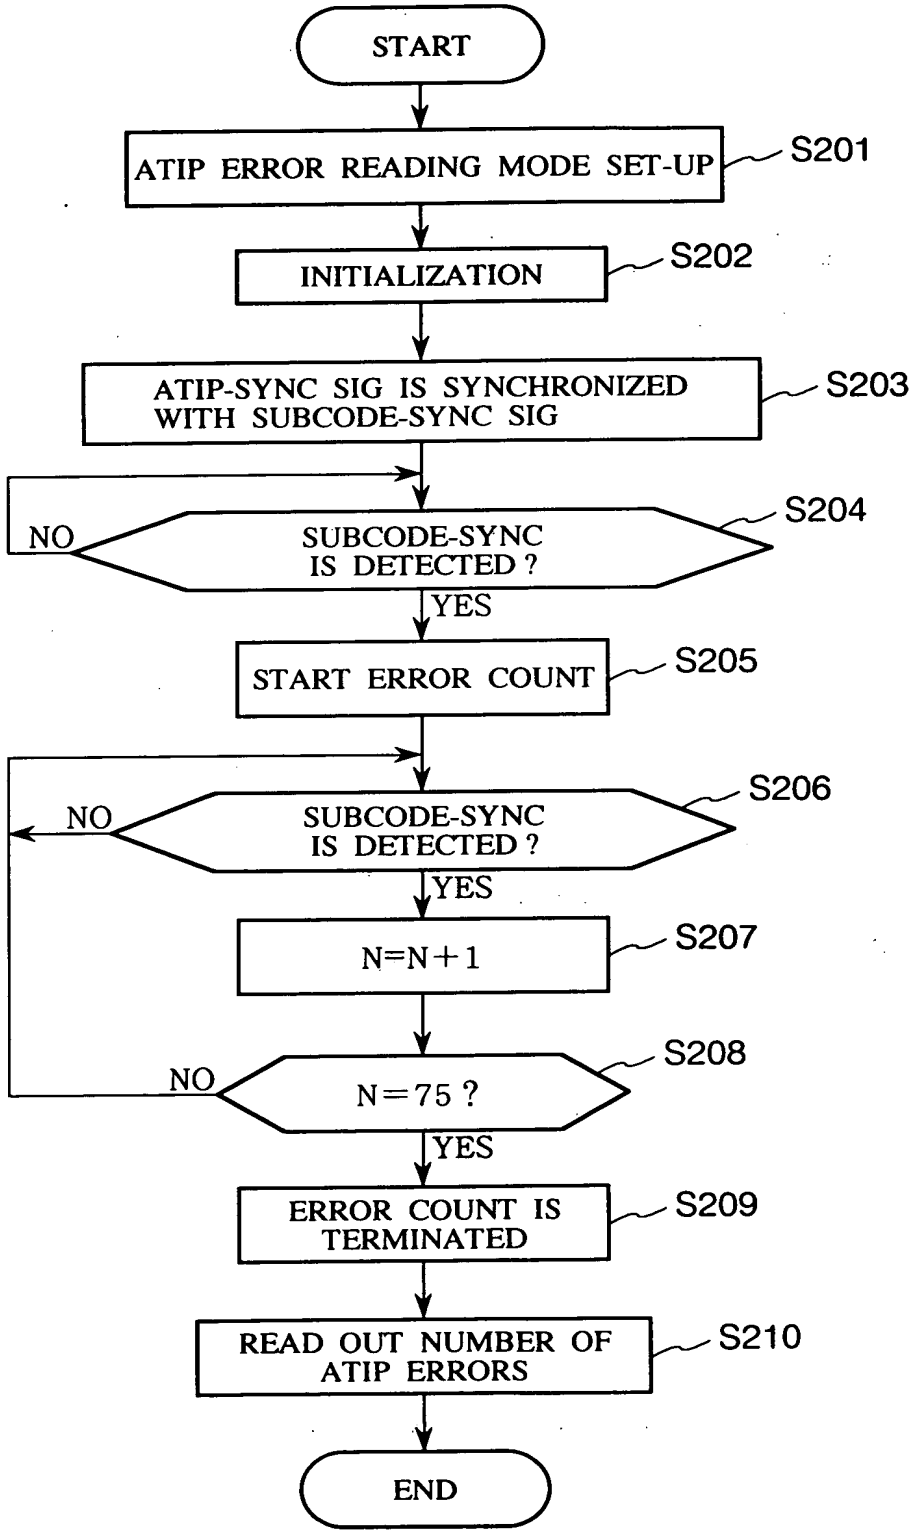 START
ATIP ERROR READING MODE SET-UP
S201
INITIALIZATION
S202
ATIP-SYNC SIG IS SYNCHRONIZED
WITH SUBCODE-SYNC SIG
S203
NO
SUBCODE-SYNC
IS DETECTED ?
S204
YES
START ERROR COUNT
S205
NO
SUBCODE-SYNC
IS DETECTED ?
S206
YES
N=N+1
S207
NO
N=75 ?
S208
YES
ERROR COUNT IS
TERMINATED
S209
READ OUT NUMBER OF
ATIP ERRORS
S210
END